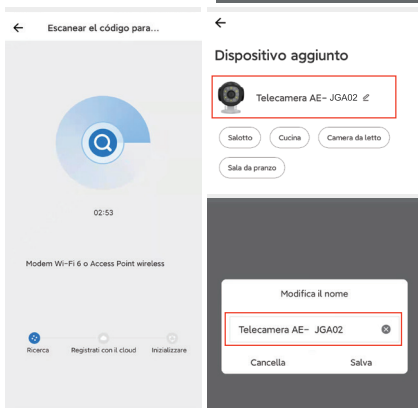 Escanear el código para...
02:53
Modem Wi-Fi 6 o Access Point wireless
Ricerca
Registrati con il cloud
Inizializzare
Dispositivo aggiunto
Telecamera AE- JGA02
Salotto
Cucina
Camera da letto
Sala da pranzo
Modifica il nome
Telecamera AE- JGA02
Cancella
Salva